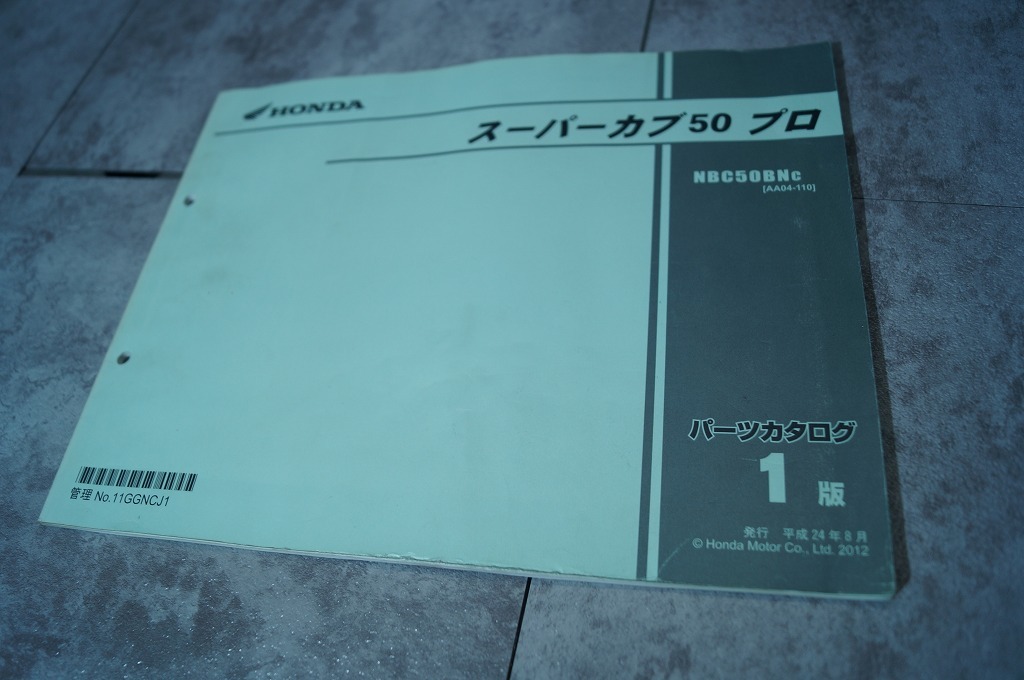 HONDA
スーパーカブ50 プロ
NBC50BNC
[AA04-110]
パーツカタログ
1 版
発行 平成24年8月
© Honda Motor Co., Ltd. 2012
管理 No.11GGNCJ1